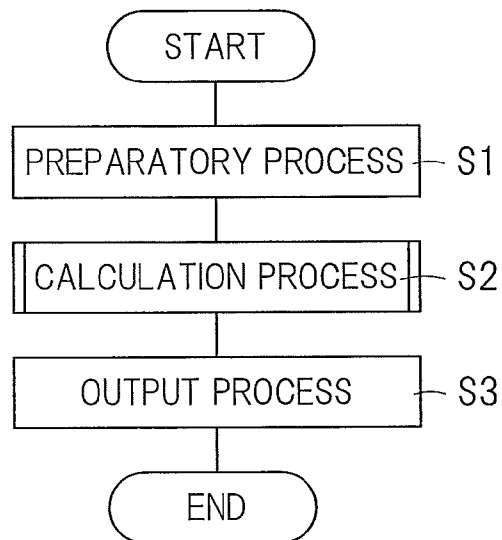 START
PREPARATORY PROCESS S1
CALCULATION PROCESS S2
OUTPUT PROCESS S3
END